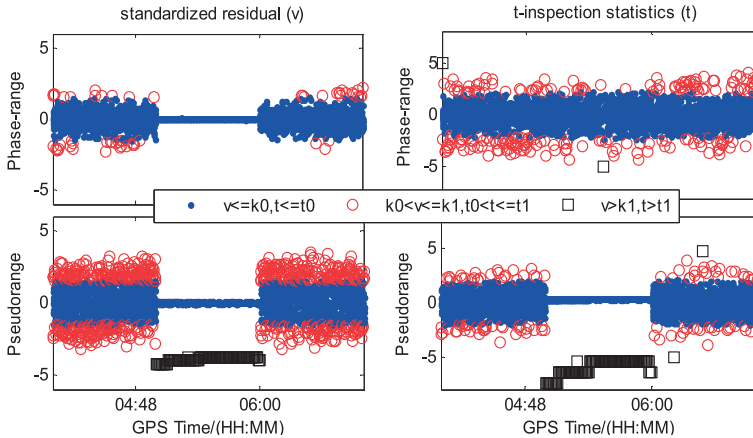 standardized residual (v)
t-inspection statistics (t)
Phase-range
5
0
-5
Phase-range
5
0
-5
v<=k0,t<=t0
k0<v<=k1,t0<t<=t1
v>k1,t>t1
Pseudorange
5
0
-5
04:48
06:00
GPS Time/(HH:MM)
Pseudorange
5
0
-5
04:48
06:00
GPS Time/(HH:MM)